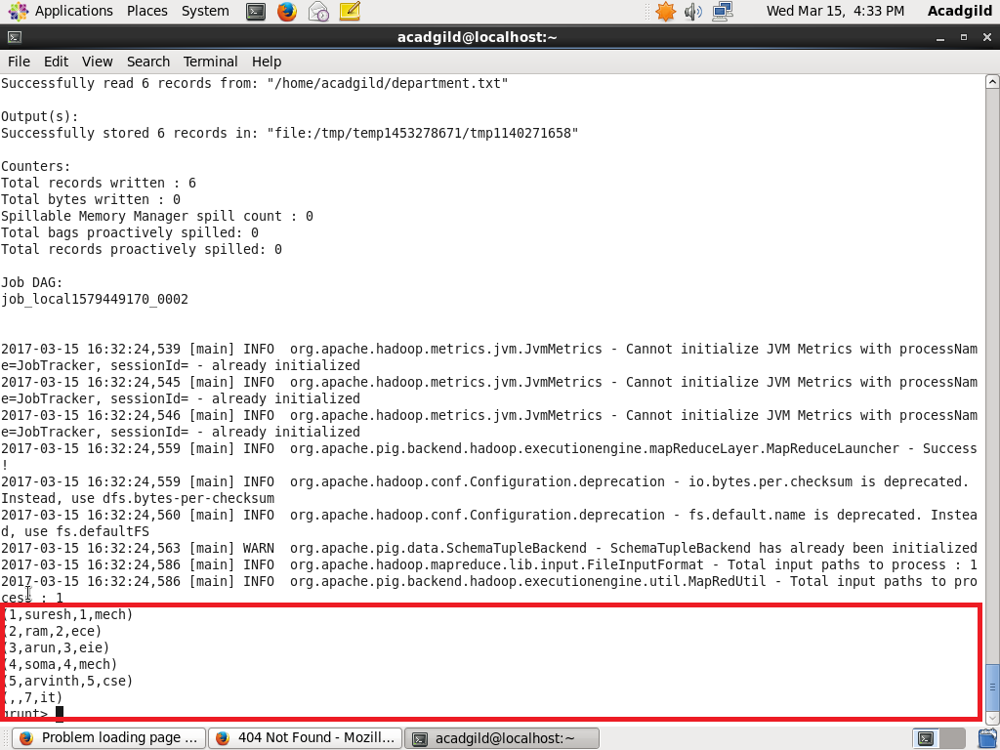 Applications Places System Wed Mar 15, 4:33 PM Acadgild
acadgild@localhost:~
File Edit View Search Terminal Help
Successfully read 6 records from: "/home/acadgild/department.txt"
Output(s):
Successfully stored 6 records in: "file:/tmp/temp1453278671/tmp1140271658"
Counters:
Total records written : 6
Total bytes written : 0
Spillable Memory Manager spill count : 0
Total bags proactively spilled: 0
Total records proactively spilled: 0
Job DAG:
job_local1579449170_0002
2017-03-15 16:32:24,539 [main] INFO  org.apache.hadoop.metrics.jvm.JvmMetrics - Cannot initialize JVM Metrics with processNam
e=JobTracker, sessionId= - already initialized
2017-03-15 16:32:24,545 [main] INFO  org.apache.hadoop.metrics.jvm.JvmMetrics - Cannot initialize JVM Metrics with processNam
e=JobTracker, sessionId= - already initialized
2017-03-15 16:32:24,546 [main] INFO  org.apache.hadoop.metrics.jvm.JvmMetrics - Cannot initialize JVM Metrics with processNam
e=JobTracker, sessionId= - already initialized
2017-03-15 16:32:24,559 [main] INFO  org.apache.pig.backend.hadoop.executionengine.mapReduceLayer.MapReduceLauncher - Success
!
2017-03-15 16:32:24,559 [main] INFO  org.apache.hadoop.conf.Configuration.deprecation - io.bytes.per.checksum is deprecated.
Instead, use dfs.bytes-per-checksum
2017-03-15 16:32:24,560 [main] INFO  org.apache.hadoop.conf.Configuration.deprecation - fs.default.name is deprecated. Instea
d, use fs.defaultFS
2017-03-15 16:32:24,563 [main] WARN  org.apache.pig.data.SchemaTupleBackend - SchemaTupleBackend has already been initialized
2017-03-15 16:32:24,586 [main] INFO  org.apache.hadoop.mapreduce.lib.input.FileInputFormat - Total input paths to process : 1
2017-03-15 16:32:24,586 [main] INFO  org.apache.pig.backend.hadoop.executionengine.util.MapRedUtil - Total input paths to pro
cess : 1
(1,suresh,1,mech)
(2,ram,2,ece)
(3,arun,3,eie)
(4,soma,4,mech)
(5,arvinth,5,cse)
(,,7,it)
grunt>
Problem loading page ... 404 Not Found - Mozill... acadgild@localhost:~